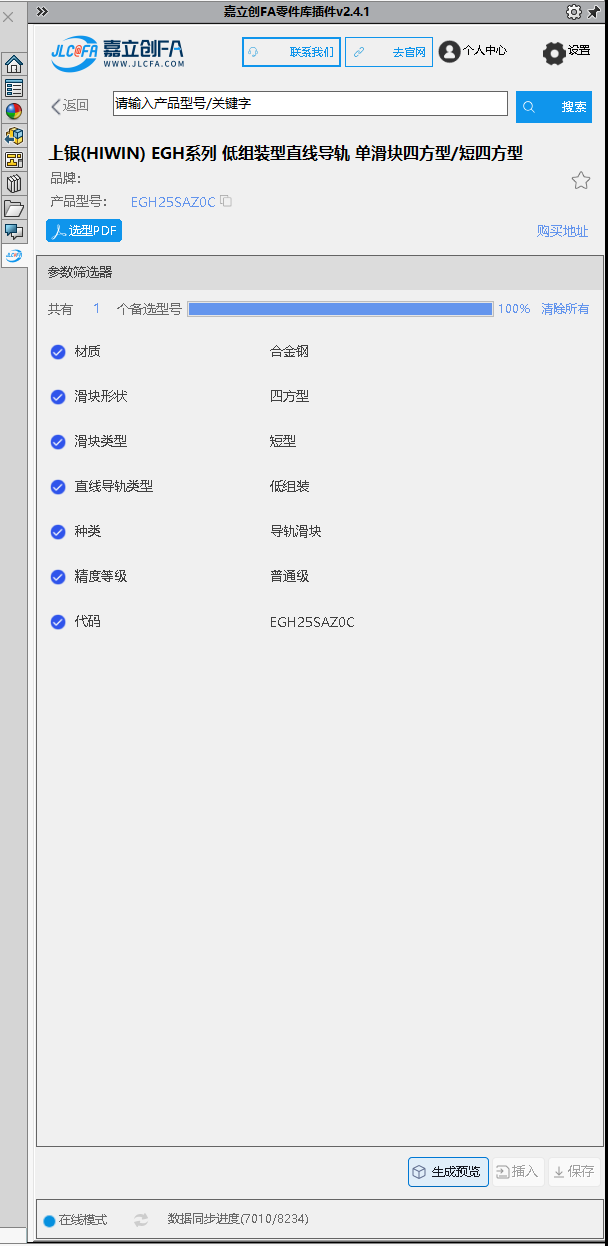 嘉立创FA零件库插件v2.4.1
JLC@FA 嘉立创FA
WWW.JLCFA.COM
联系我们 去官网 个人中心 设置
返回 请输入产品型号/关键字 搜索
上银(HIWIN) EGH系列 低组装型直线导轨 单滑块四方型/短四方型
品牌:
产品型号: EGH25SAZ0C
选型PDF 购买地址
参数筛选器
共有 1 个备选型号 100% 清除所有
材质 合金钢
滑块形状 四方型
滑块类型 短型
直线导轨类型 低组装
种类 导轨滑块
精度等级 普通级
代码 EGH25SAZ0C
生成预览 插入 保存
在线模式 数据同步进度(7010/8234)